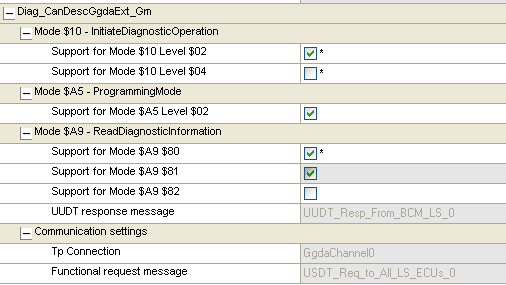 Diag_CanDescGgdaExt_Gm
Mode $10 - InitiateDiagnosticOperation
Support for Mode $10 Level $02 *
Support for Mode $10 Level $04 *
Mode $A5 - ProgrammingMode
Support for Mode $A5 Level $02
Mode $A9 - ReadDiagnosticInformation
Support for Mode $A9 $80 *
Support for Mode $A9 $81
Support for Mode $A9 $82
UUDT response message UUDT_Resp_From_BCM_LS_0
Communication settings
Tp Connection GgdaChannel0
Functional request message USDT_Req_to_All_LS_ECUs_0